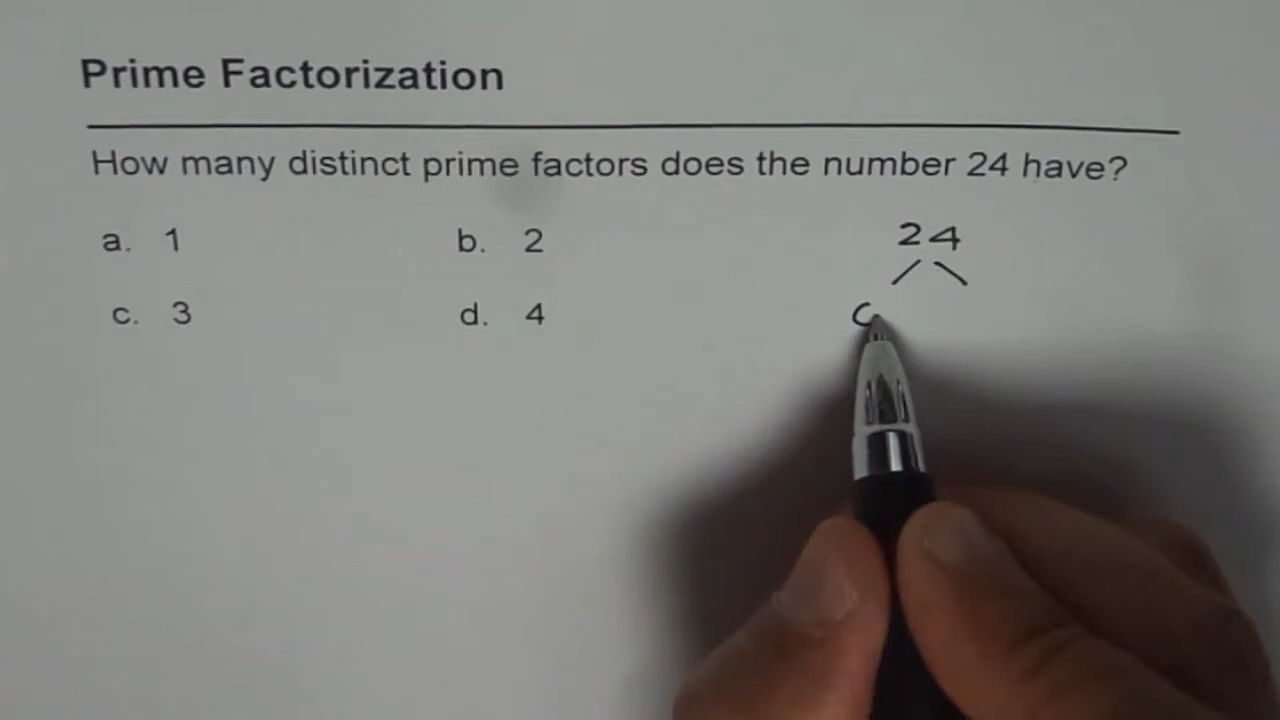 Prime Factorization
How many distinct prime factors does the number 24 have?
a. 1 b. 2 24
c. 3 d. 4